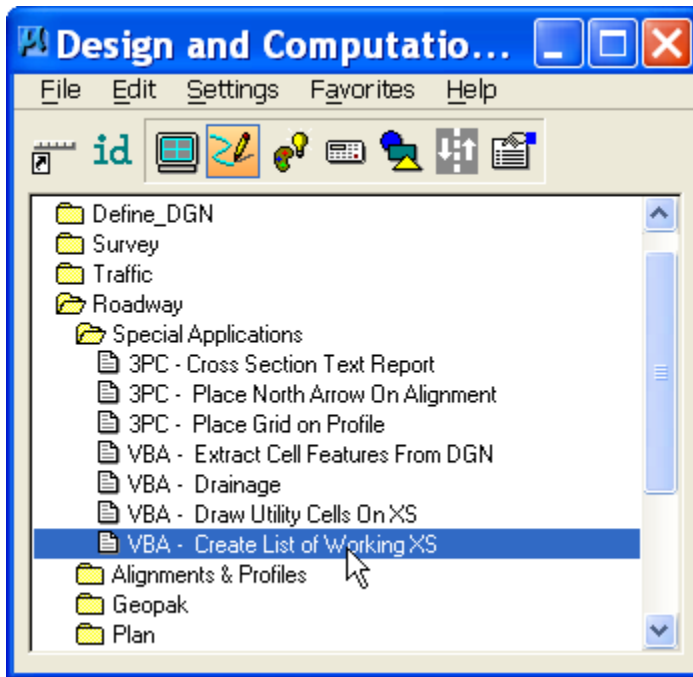 Design and Computatio...
File Edit Settings Favorites Help
id
Define_DGN
Survey
Traffic
Roadway
Special Applications
3PC - Cross Section Text Report
3PC - Place North Arrow On Alignment
3PC - Place Grid on Profile
VBA - Extract Cell Features From DGN
VBA - Drainage
VBA - Draw Utility Cells On XS
VBA - Create List of Working XS
Alignments & Profiles
Geopak
Plan